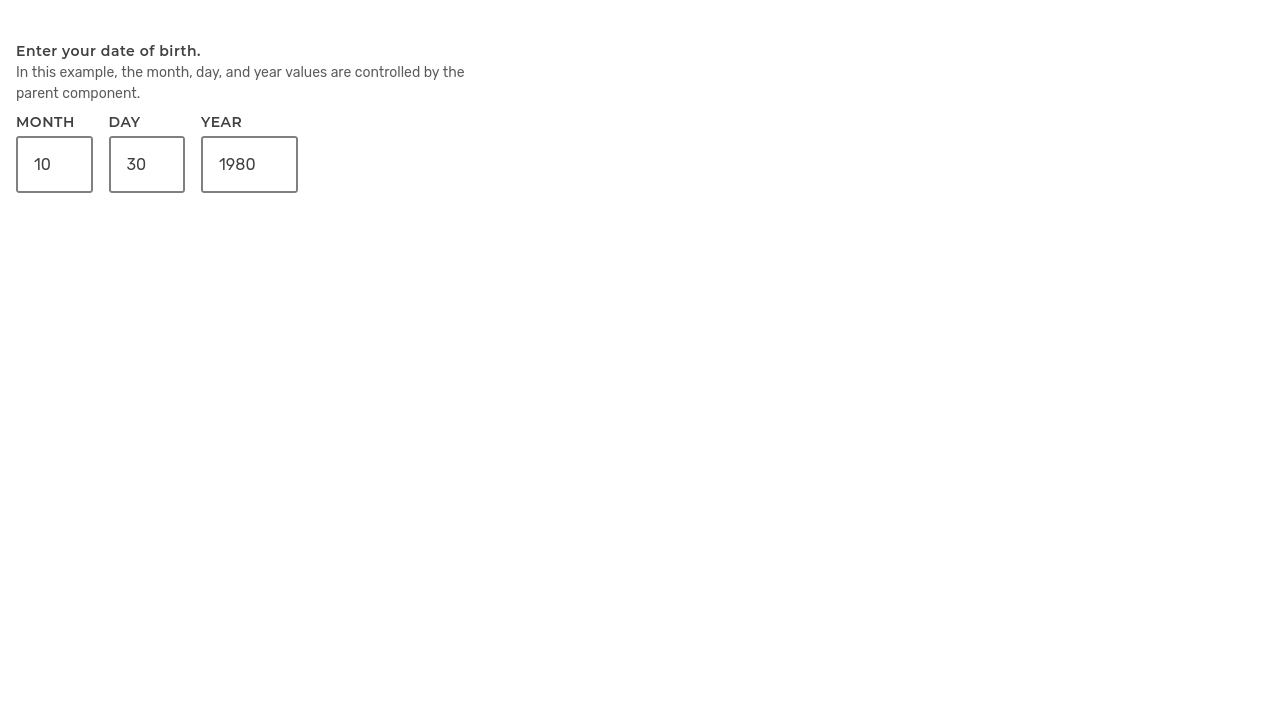 Enter your date of birth.
In this example, the month, day, and year values are controlled by the
parent component.
MONTH DAY YEAR
10 30 1980